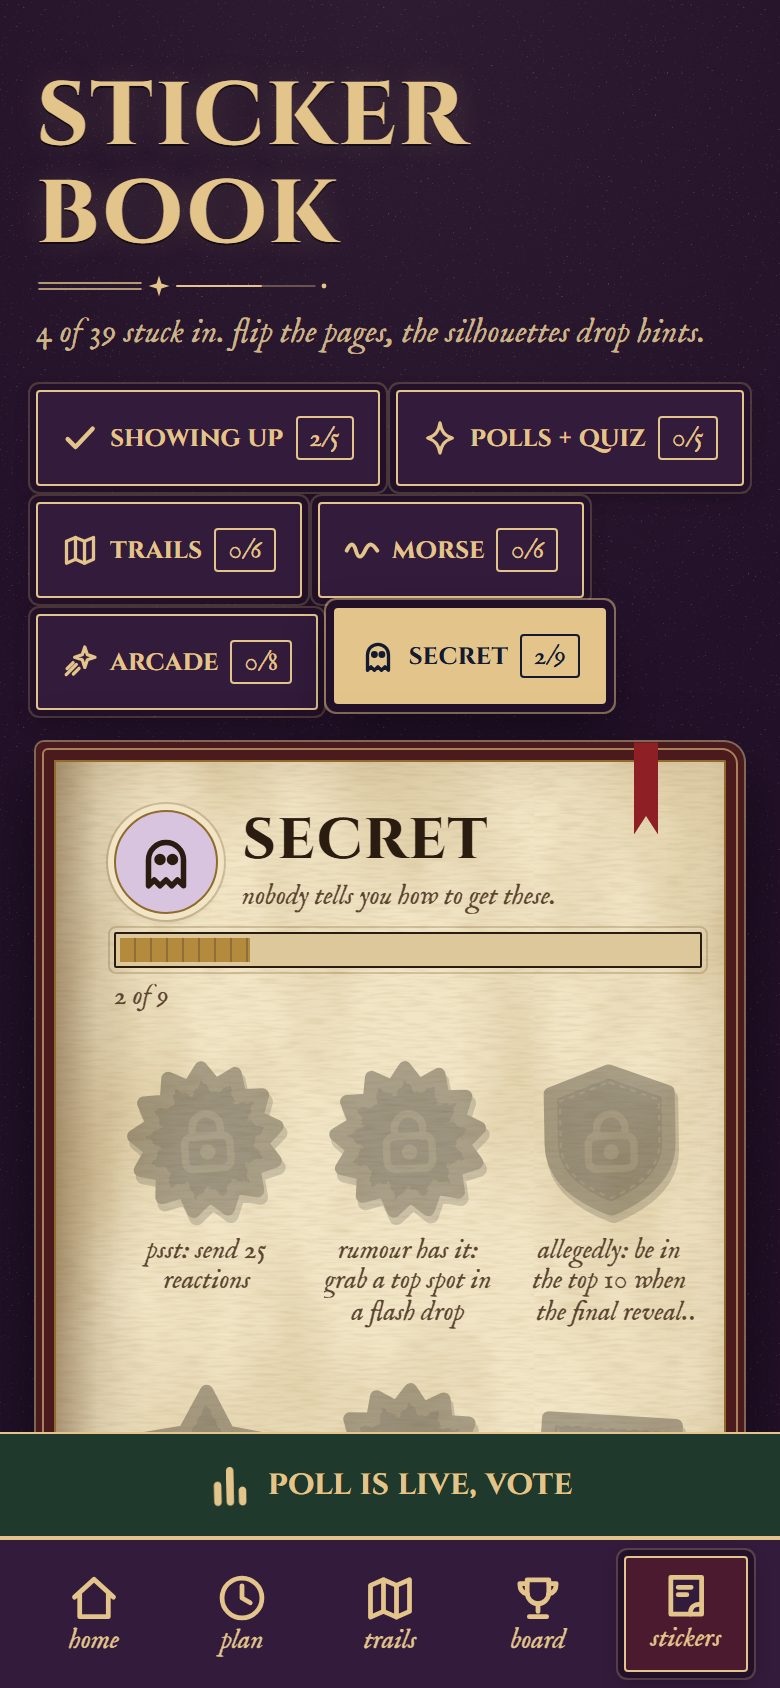 STICKER
BOOK
4 of 39 stuck in. flip the pages, the silhouettes drop hints.
SHOWING UP 2/5
POLLS + QUIZ 0/5
TRAILS 0/6
MORSE 0/6
ARCADE 0/8
SECRET 2/9
SECRET
nobody tells you how to get these.
2 of 9
psst: send 25
reactions
rumour has it:
grab a top spot in
a flash drop
allegedly: be in
the top 10 when
the final reveal..
POLL IS LIVE, VOTE
home
plan
trails
board
stickers